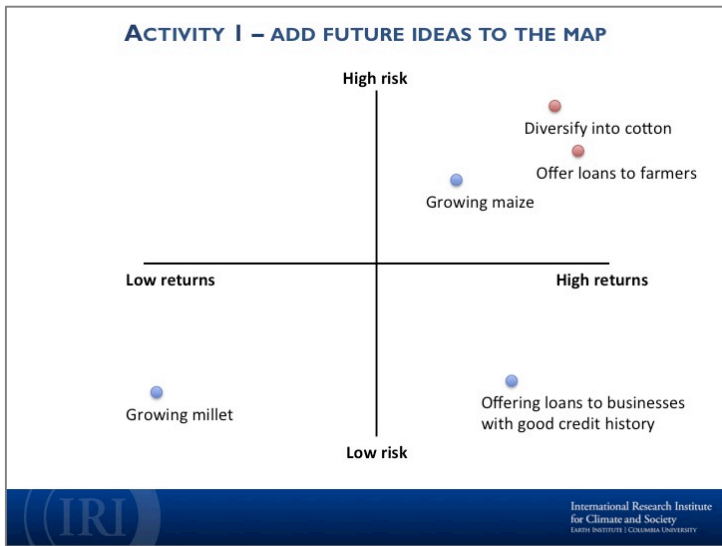 ACTIVITY 1 – ADD FUTURE IDEAS TO THE MAP
High risk
Diversify into cotton
Offer loans to farmers
Growing maize
Low returns
High returns
Growing millet
Offering loans to businesses
with good credit history
Low risk
IRI
International Research Institute
for Climate and Society
EARTH INSTITUTE | COLUMBIA UNIVERSITY